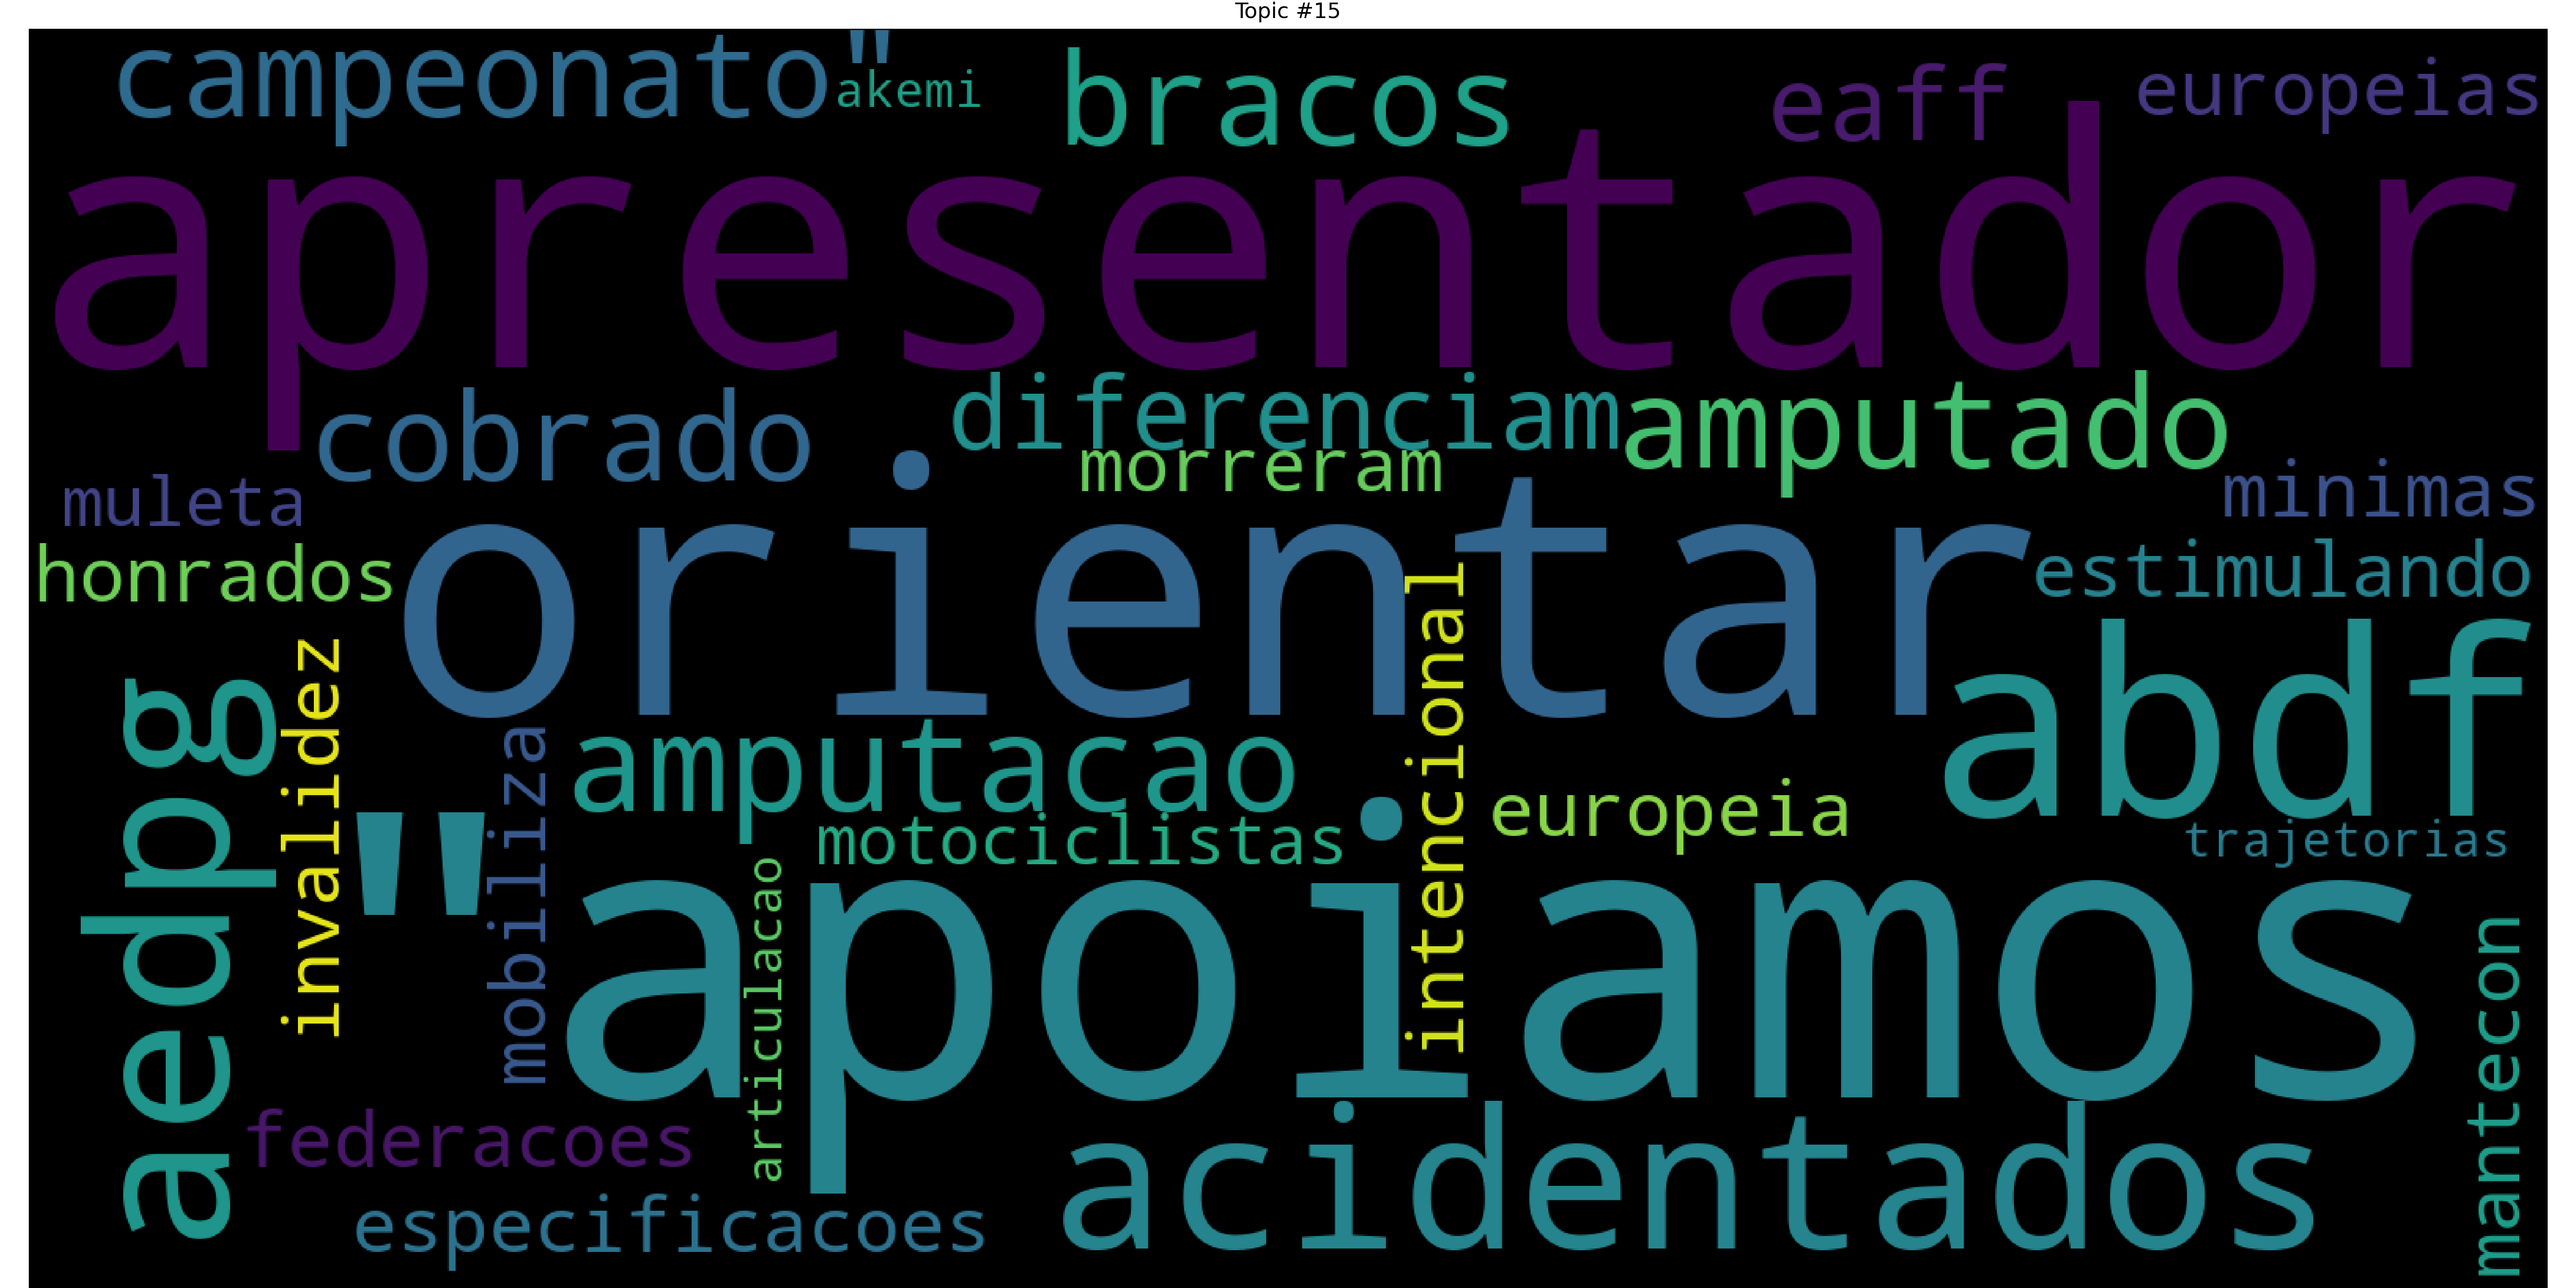 Topic #15
campeonato"
akemi
bracos
eaff
europeias
apresentador
cobrado
diferenciam
amputado
morreram
muleta
minimas
honrados
orientar
estimulando
intencional
invalidez
aedpg
mobiliza
amputacao
abdf
motociclistas
europeia
trajetorias
"apoiamos
articulacao
mantecon
federacoes
acidentados
especificacoes